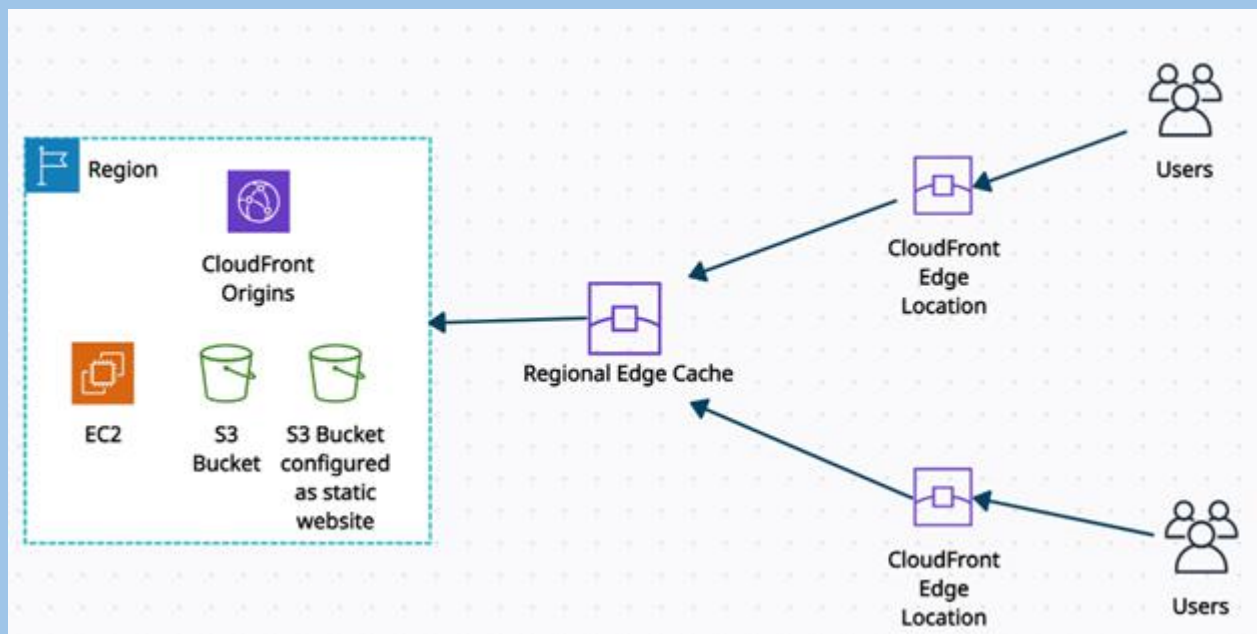 Region
CloudFront
Origins
EC2
S3
Bucket
S3 Bucket
configured
as static
website
Regional Edge Cache
CloudFront
Edge
Location
Users
CloudFront
Edge
Location
Users